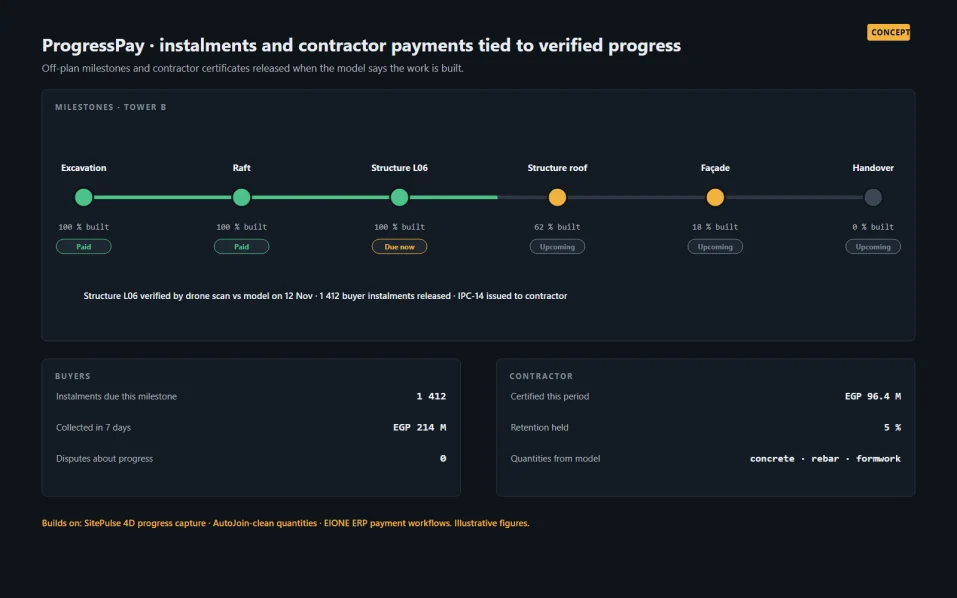 CONCEPT
ProgressPay · instalments and contractor payments tied to verified progress
Off-plan milestones and contractor certificates released when the model says the work is built.
MILESTONES · TOWER B
Excavation Raft Structure L06 Structure roof Façade Handover
100 % built 100 % built 100 % built 62 % built 18 % built 0 % built
Paid Paid Due now Upcoming Upcoming Upcoming
Structure L06 verified by drone scan vs model on 12 Nov · 1 412 buyer instalments released · IPC-14 issued to contractor
BUYERS
Instalments due this milestone 1 412
Collected in 7 days EGP 214 M
Disputes about progress 0
CONTRACTOR
Certified this period EGP 96.4 M
Retention held 5 %
Quantities from model concrete · rebar · formwork
Builds on: SitePulse 4D progress capture · AutoJoin-clean quantities · EIONE ERP payment workflows. Illustrative figures.